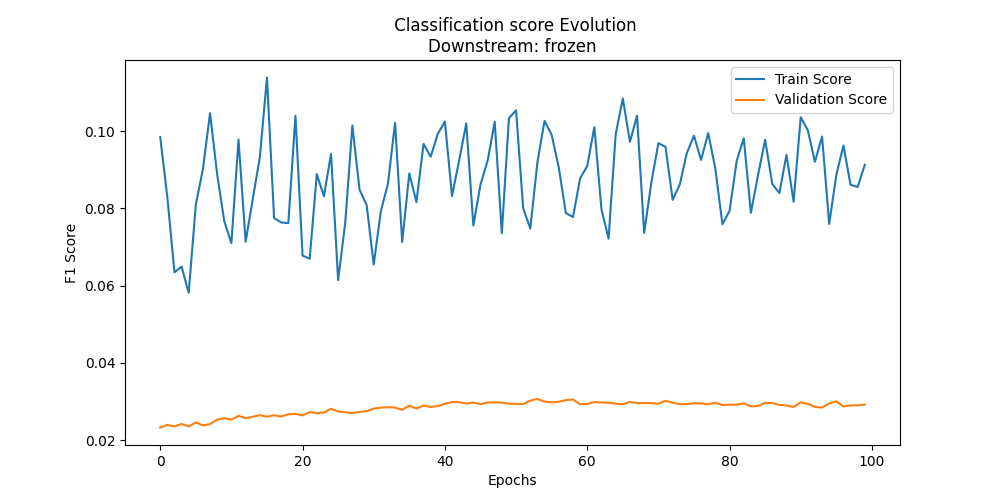 Classification score Evolution
Downstream: frozen
Train Score
Validation Score
F1 Score
0.10
0.08
0.06
0.04
0.02
0 20 40 60 80 100
Epochs